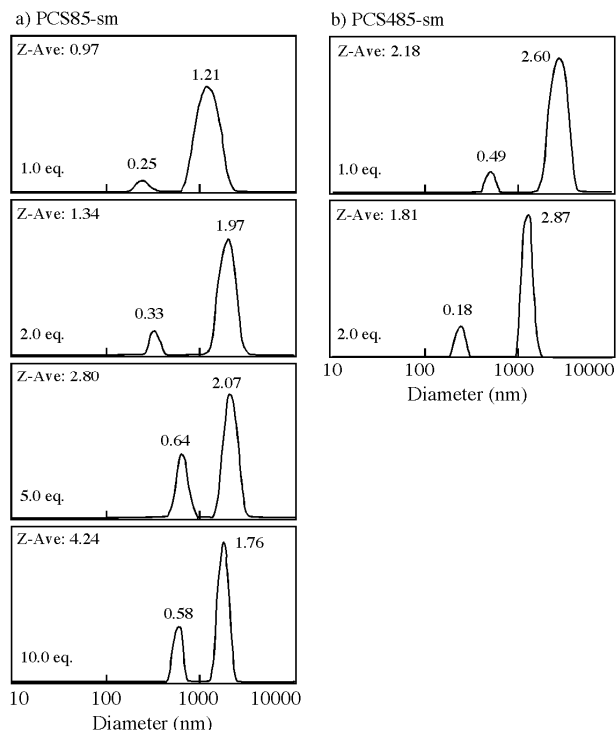 a) PCS85-sm
Z-Ave: 0.97
1.21
0.25
1.0 eq.
Z-Ave: 1.34
1.97
0.33
2.0 eq.
Z-Ave: 2.80
2.07
0.64
5.0 eq.
Z-Ave: 4.24
1.76
0.58
10.0 eq.
10 100 1000 10000
Diameter (nm)
b) PCS485-sm
Z-Ave: 2.18
2.60
0.49
1.0 eq.
Z-Ave: 1.81
2.87
0.18
2.0 eq.
10 100 1000 10000
Diameter (nm)